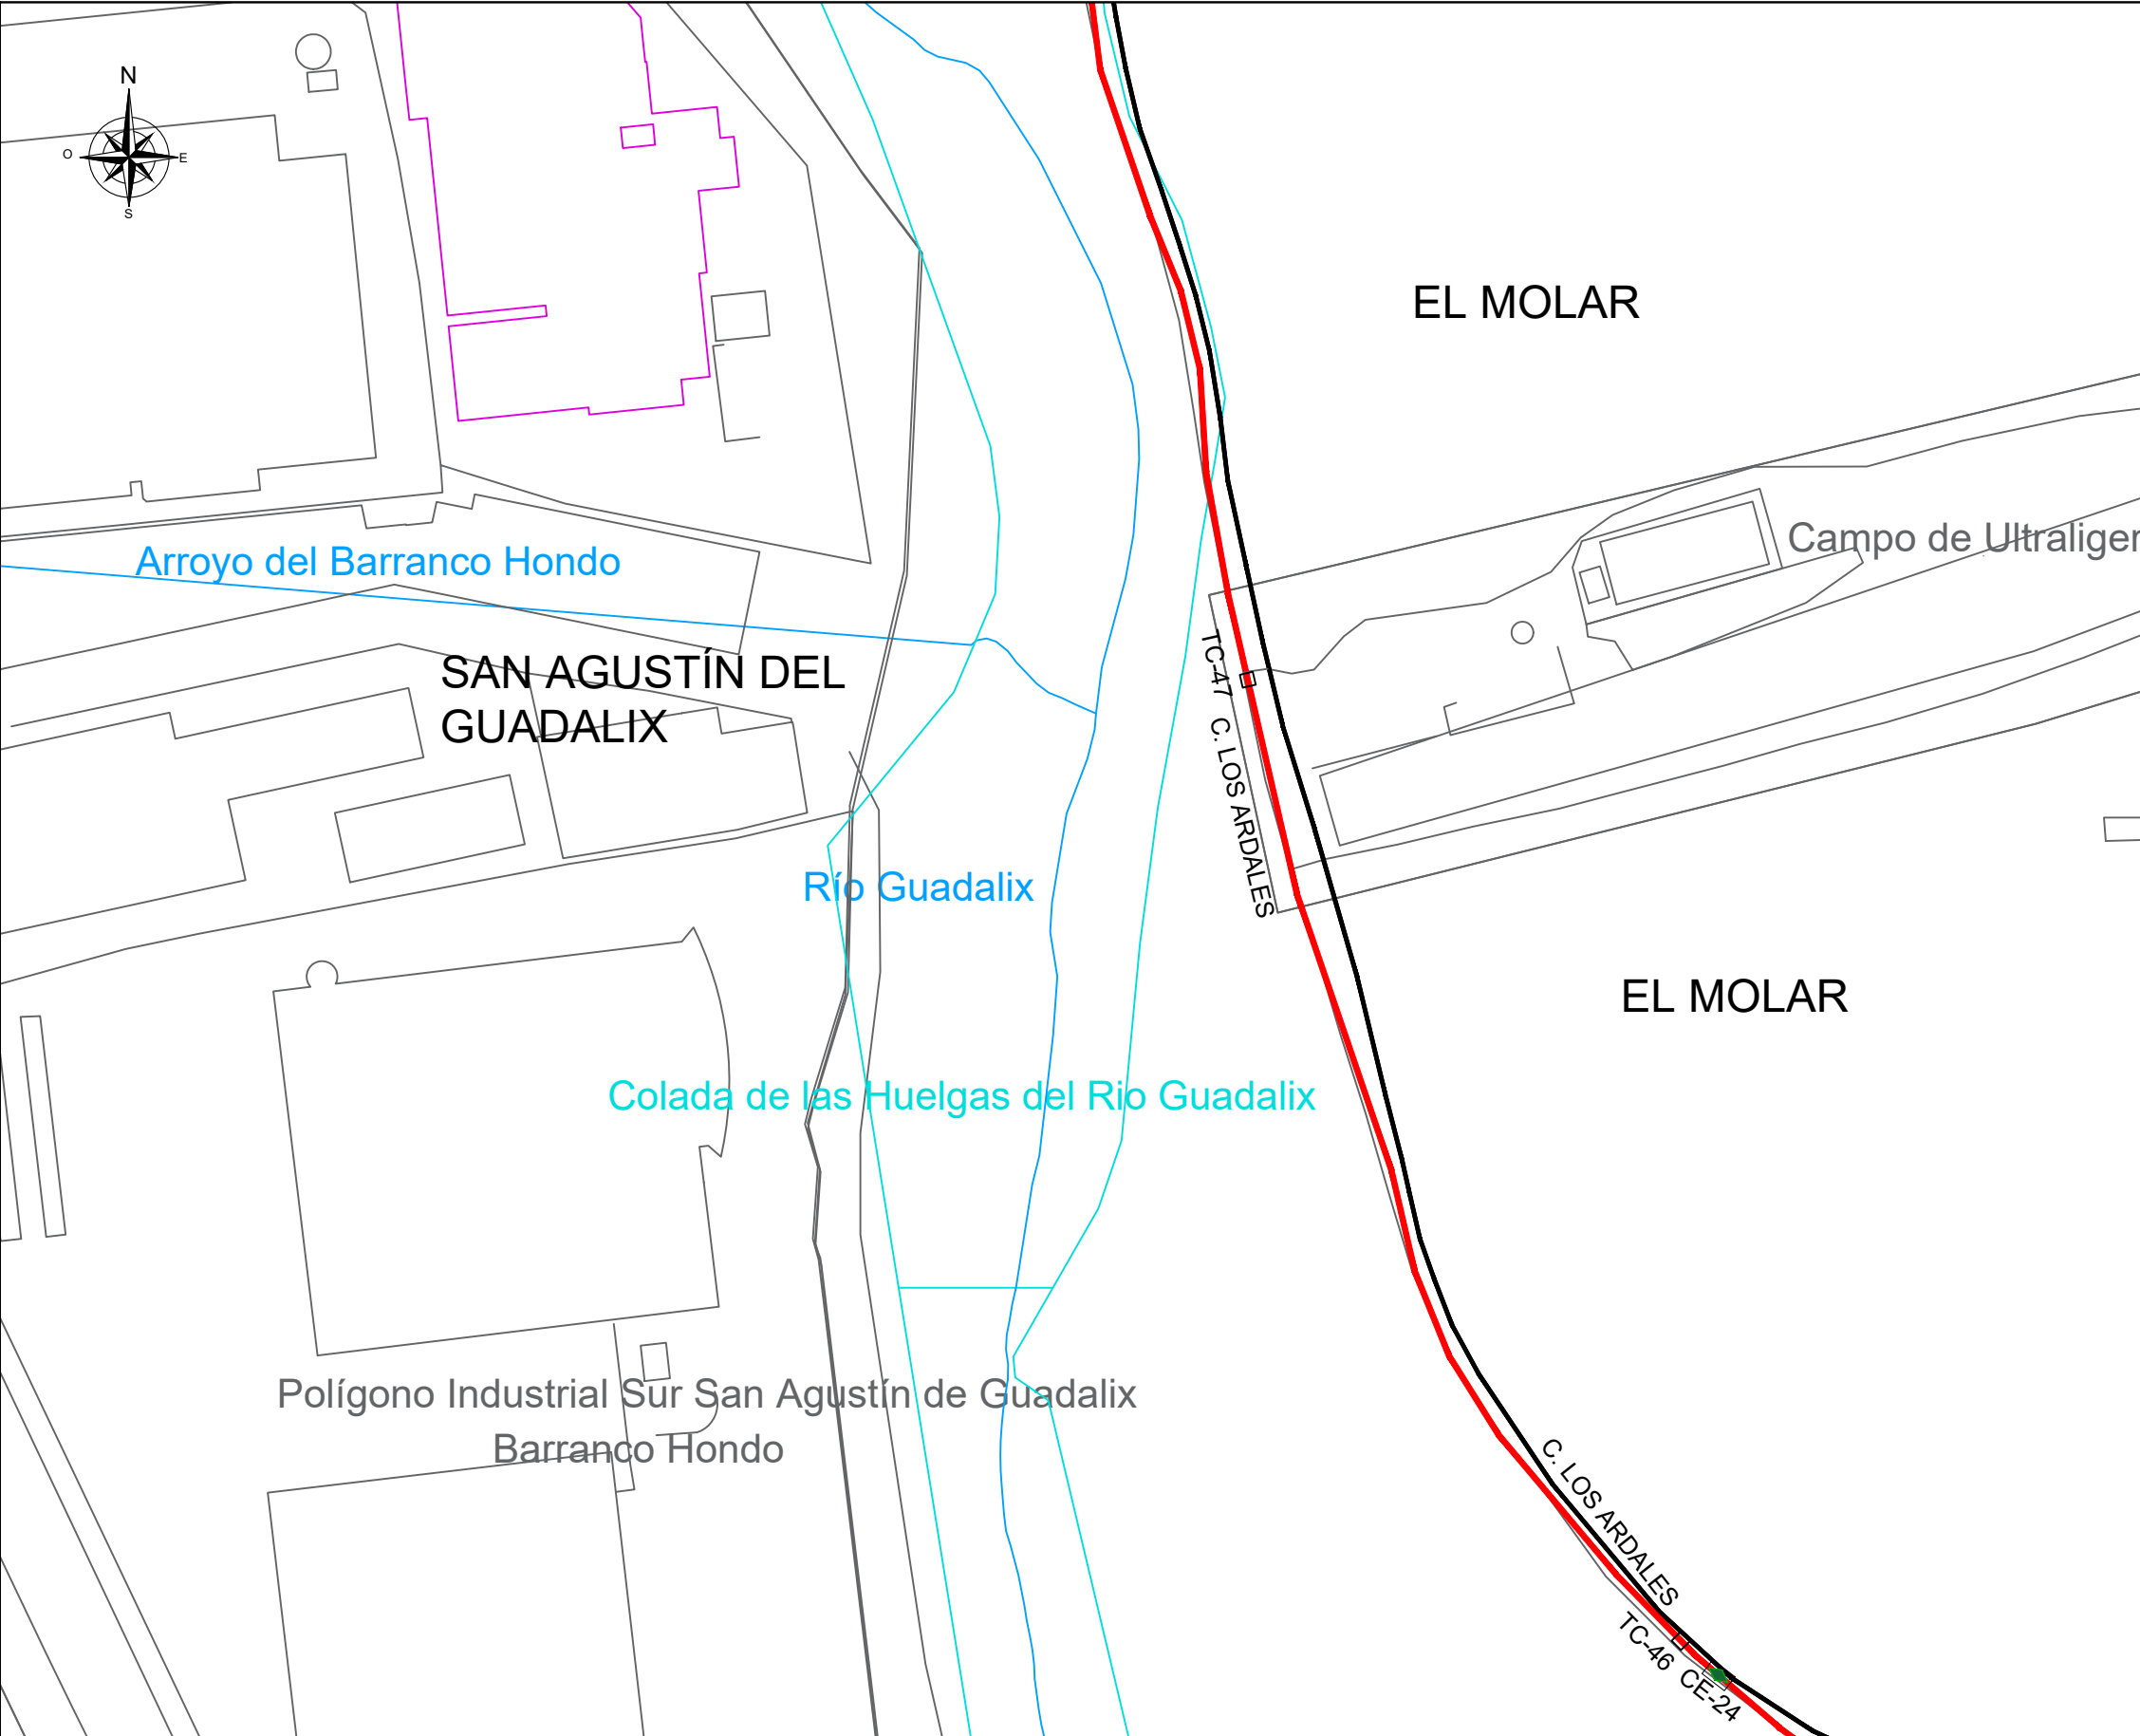 N
O
E
S
EL MOLAR
Campo de Ultraliger
Arroyo del Barranco Hondo
SAN AGUSTÍN DEL
GUADALIX
TC-47 C. LOS ARDALES
Río Guadalix
EL MOLAR
Colada de las Huelgas del Rio Guadalix
Polígono Industrial Sur San Agustín de Guadalix
Barranco Hondo
C. LOS ARDALES
TC-46 CE-24